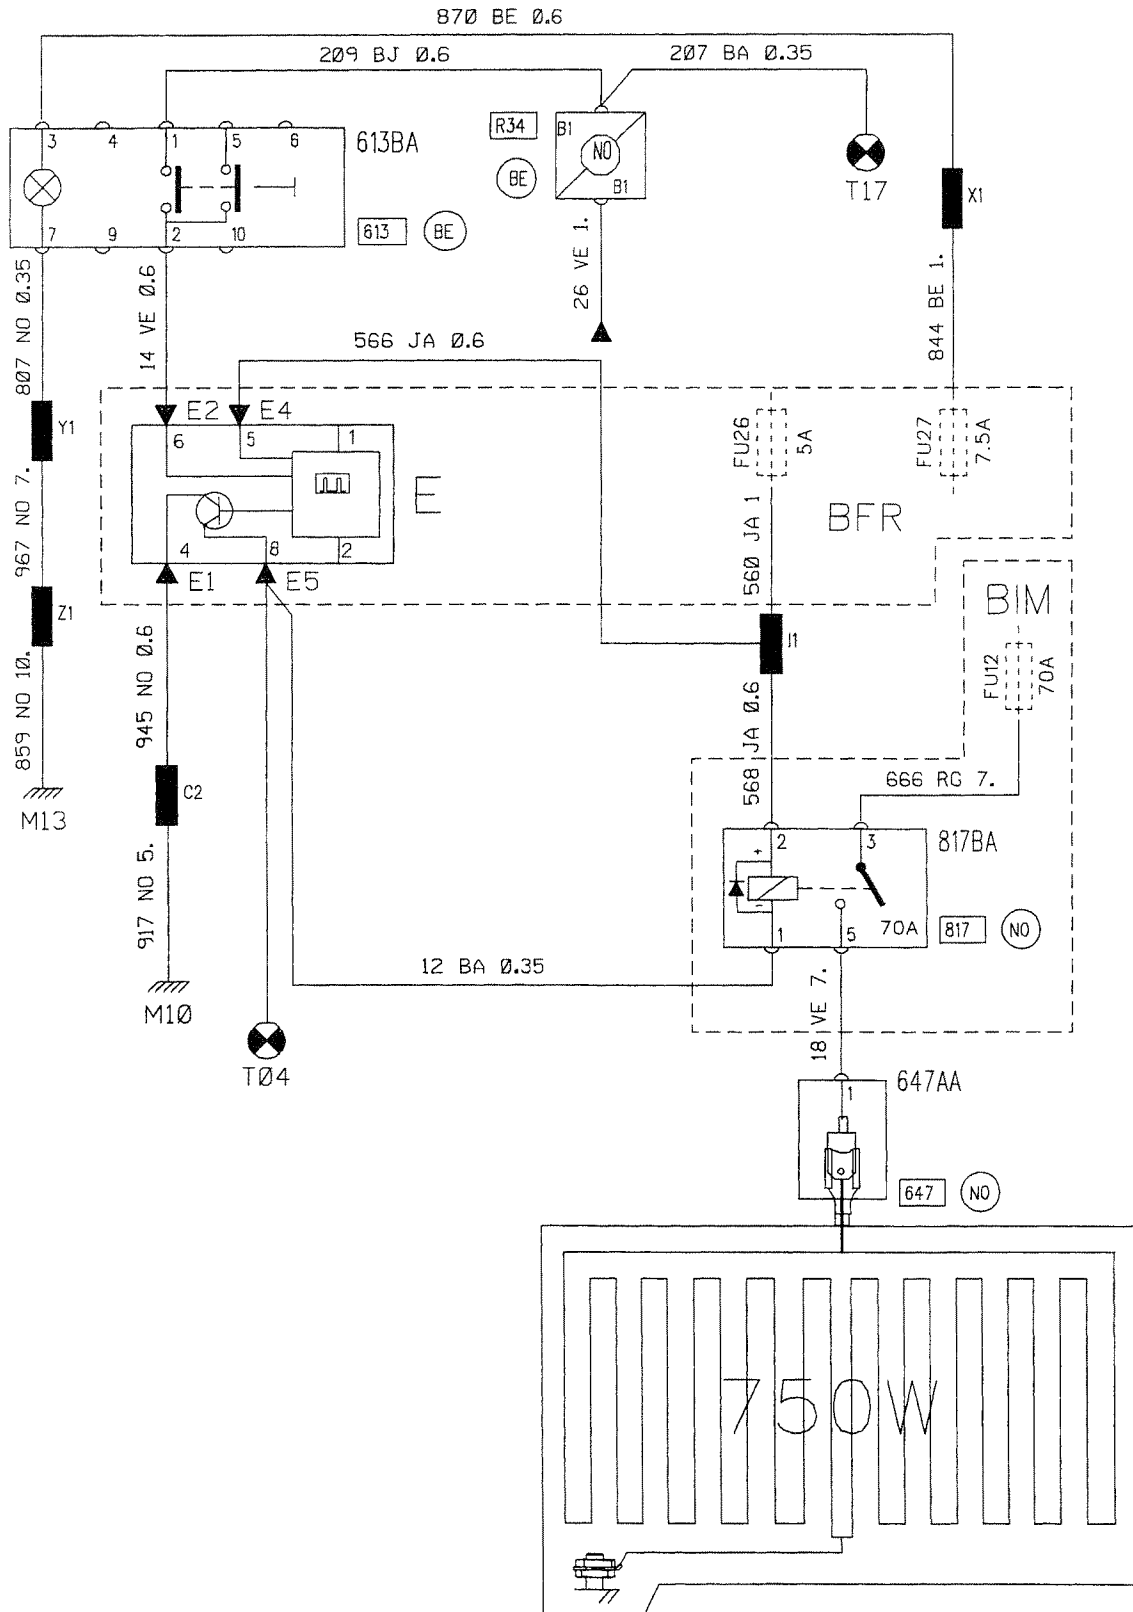 870 BE 0.6
209 BJ 0.6
207 BA 0.35
3 4 1 5 6
613BA
R34
B1
NO
BE
B1
T17
X1
7 9 2 10
613 BE
807 NO 0.35
14 VE 0.6
26 VE 1.
844 BE 1.
566 JA 0.6
Y1
E2 E4
6 5 1
E
FU26
5A
FU27
7.5A
BFR
967 NO 7.
4 8 2
E1 E5
560 JA 1
BIM
Z1
945 NO 0.6
I1
FU12
70A
859 NO 10.
568 JA 0.6
666 RG 7.
C2
M13
2 3
817BA
+
-
917 NO 5.
70A
1 5
817 NO
12 BA 0.35
M10
18 VE 7.
T04
647AA
1
647 NO
750W